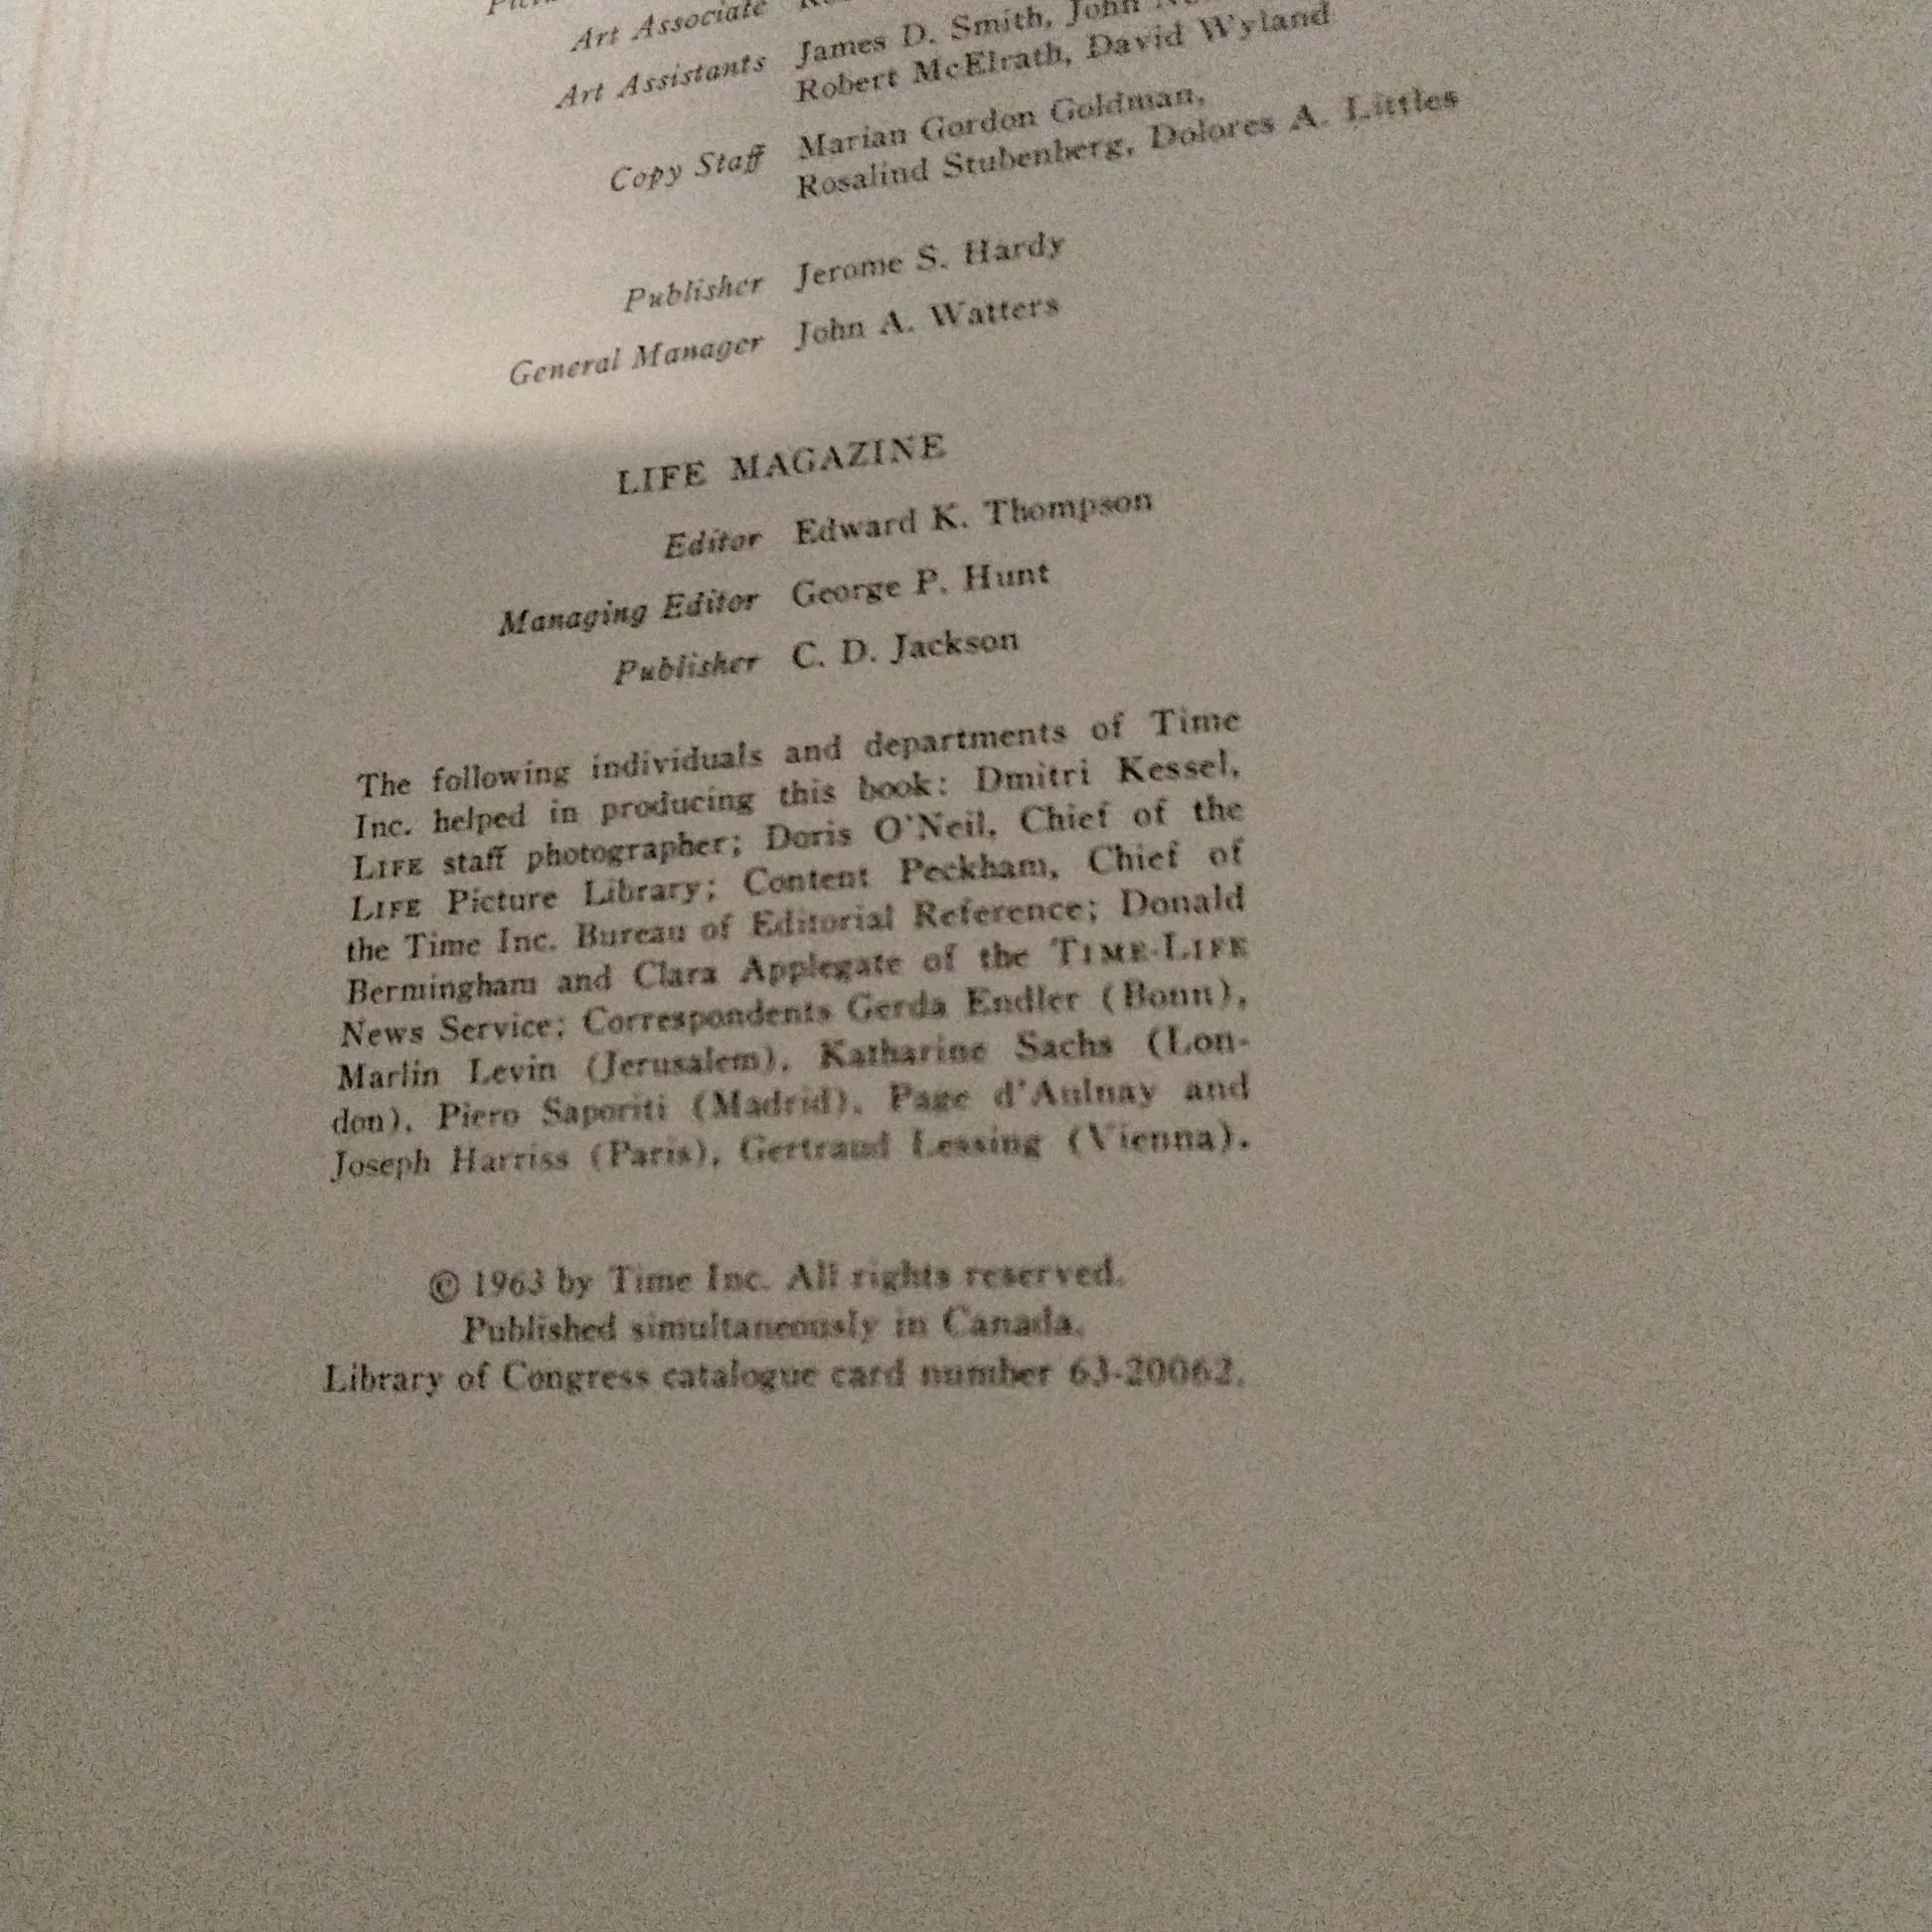 Art Associate
Art Assistants James D. Smith, John
Robert McElrath, David Wyland
Copy Staff Marian Gordon Goldman,
Rosalind Stubenberg, Dolores A. Littles
Publisher Jerome S. Hardy
General Manager John A. Watters
LIFE MAGAZINE
Editor Edward K. Thompson
Managing Editor George P. Hunt
Publisher C. D. Jackson
The following individuals and departments of Time
Inc. helped in producing this book: Dmitri Kessel,
LIFE staff photographer; Doris O'Neil, Chief of the
LIFE Picture Library; Content Peckham, Chief of
the Time Inc. Bureau of Editorial Reference; Donald
Bermingham and Clara Applegate of the TIME-LIFE
News Service; Correspondents Gerda Endler (Bonn),
Marlin Levin (Jerusalem), Katharine Sachs (Lon-
don), Piero Saporiti (Madrid), Page d'Aulnay and
Joseph Harriss (Paris), Gertraud Lessing (Vienna).
© 1963 by Time Inc. All rights reserved.
Published simultaneously in Canada.
Library of Congress catalogue card number 63-20062.